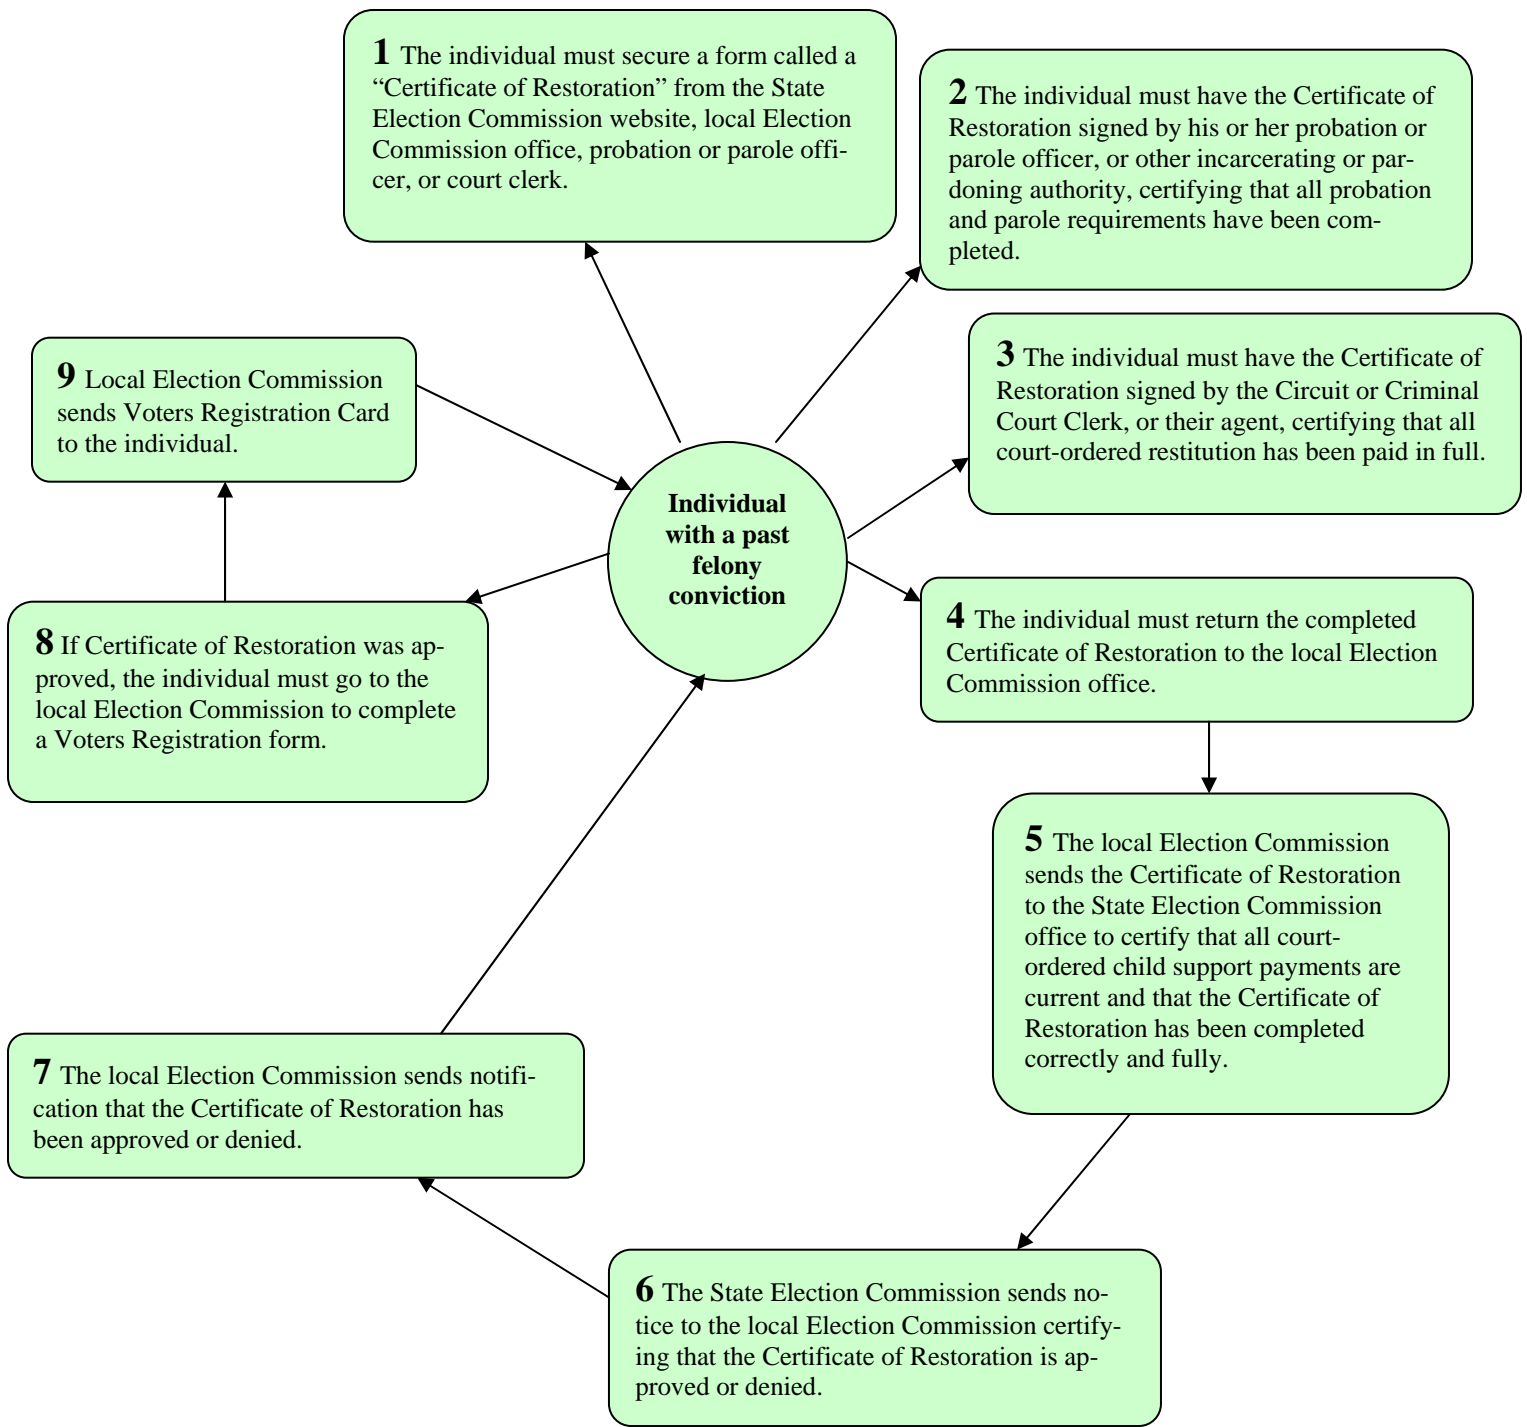 1 The individual must secure a form called a
“Certificate of Restoration” from the State
Election Commission website, local Election
Commission office, probation or parole offi-
cer, or court clerk.
2 The individual must have the Certificate of
Restoration signed by his or her probation or
parole officer, or other incarcerating or par-
doning authority, certifying that all probation
and parole requirements have been com-
pleted.
3 The individual must have the Certificate of
Restoration signed by the Circuit or Criminal
Court Clerk, or their agent, certifying that all
court-ordered restitution has been paid in full.
9 Local Election Commission
sends Voters Registration Card
to the individual.
Individual
with a past
felony
conviction
4 The individual must return the completed
Certificate of Restoration to the local Election
Commission office.
8 If Certificate of Restoration was ap-
proved, the individual must go to the
local Election Commission to complete
a Voters Registration form.
5 The local Election Commission
sends the Certificate of Restoration
to the State Election Commission
office to certify that all court-
ordered child support payments are
current and that the Certificate of
Restoration has been completed
correctly and fully.
7 The local Election Commission sends notifi-
cation that the Certificate of Restoration has
been approved or denied.
6 The State Election Commission sends no-
tice to the local Election Commission certify-
ing that the Certificate of Restoration is ap-
proved or denied.